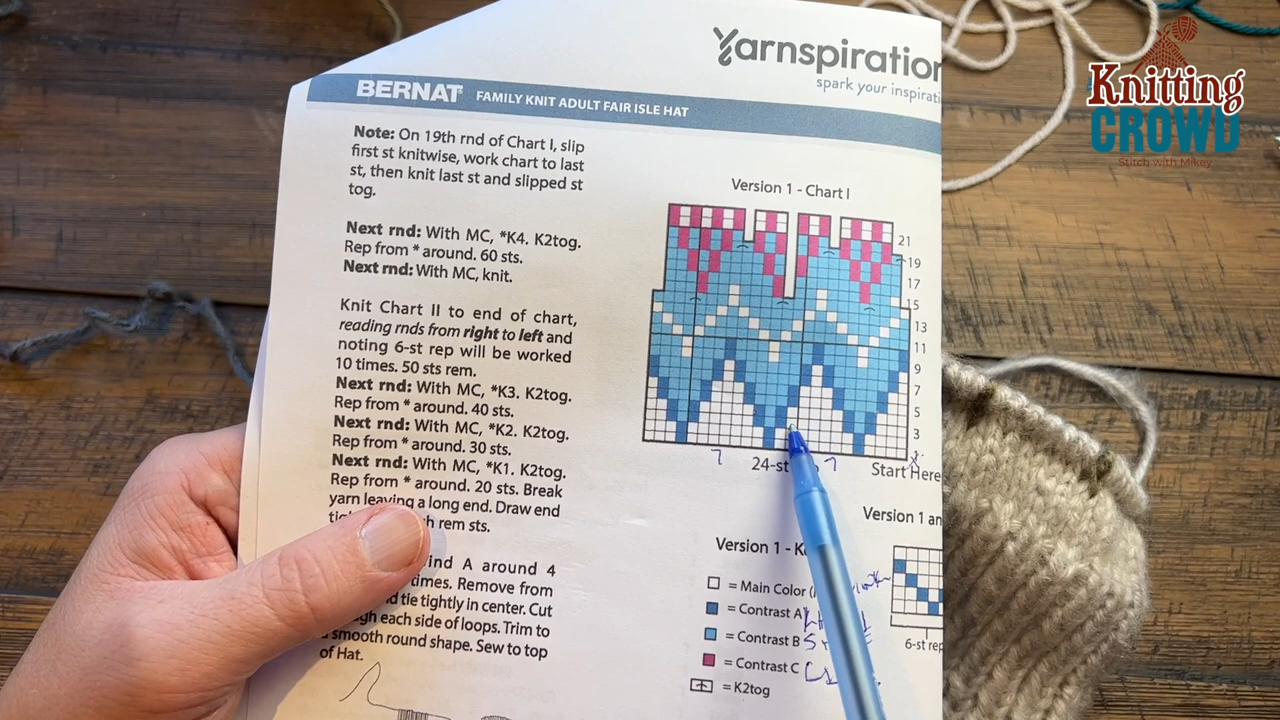 Yarnspiration
spark your inspirati
BERNAT FAMILY KNIT ADULT FAIR ISLE HAT
Knitting
CROWD
Stitch with Mikey
Note: On 19th rnd of Chart I, slip
first st knitwise, work chart to last
st, then knit last st and slipped st
tog.
Next rnd: With MC, *K4. K2tog.
Rep from * around. 60 sts.
Next rnd: With MC, knit.
Knit Chart II to end of chart,
reading rnds from right to left and
noting 6-st rep will be worked
10 times. 50 sts rem.
Next rnd: With MC, *K3. K2tog.
Rep from * around. 40 sts.
Next rnd: With MC, *K2. K2tog.
Rep from * around. 30 sts.
Next rnd: With MC, *K1. K2tog.
Rep from * around. 20 sts. Break
yarn leaving a long end. Draw end
rem sts.
ind A around 4
times. Remove from
tie tightly in center. Cut
each side of loops. Trim to
smooth round shape. Sew to top
of Hat.
Version 1 - Chart I
21
19
17
15
13
11
9
7
5
3
7
24-st
7
Start Here
Version 1 an
Version 1 - K
= Main Color (
= Contrast A
= Contrast B
= Contrast C
= K2tog
6-st rep